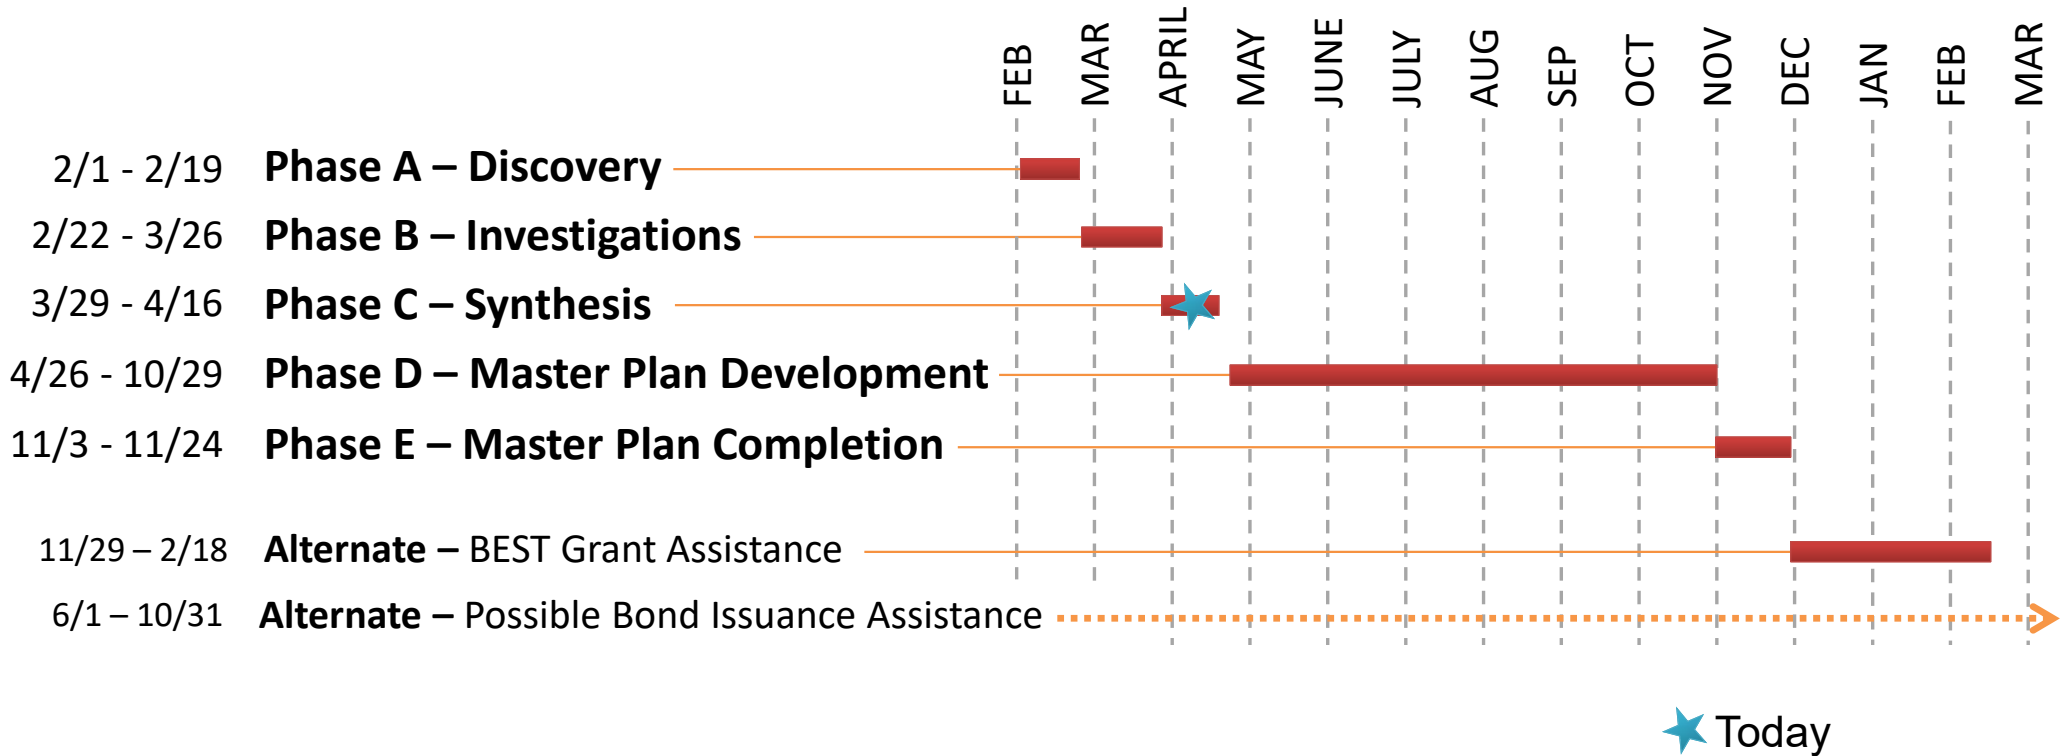 FEB MAR APRIL MAY JUNE JULY AUG SEP OCT NOV DEC JAN FEB MAR
2/1 - 2/19 Phase A – Discovery
2/22 - 3/26 Phase B – Investigations
3/29 - 4/16 Phase C – Synthesis
4/26 - 10/29 Phase D – Master Plan Development
11/3 - 11/24 Phase E – Master Plan Completion
11/29 – 2/18 Alternate – BEST Grant Assistance
6/1 – 10/31 Alternate – Possible Bond Issuance Assistance
Today